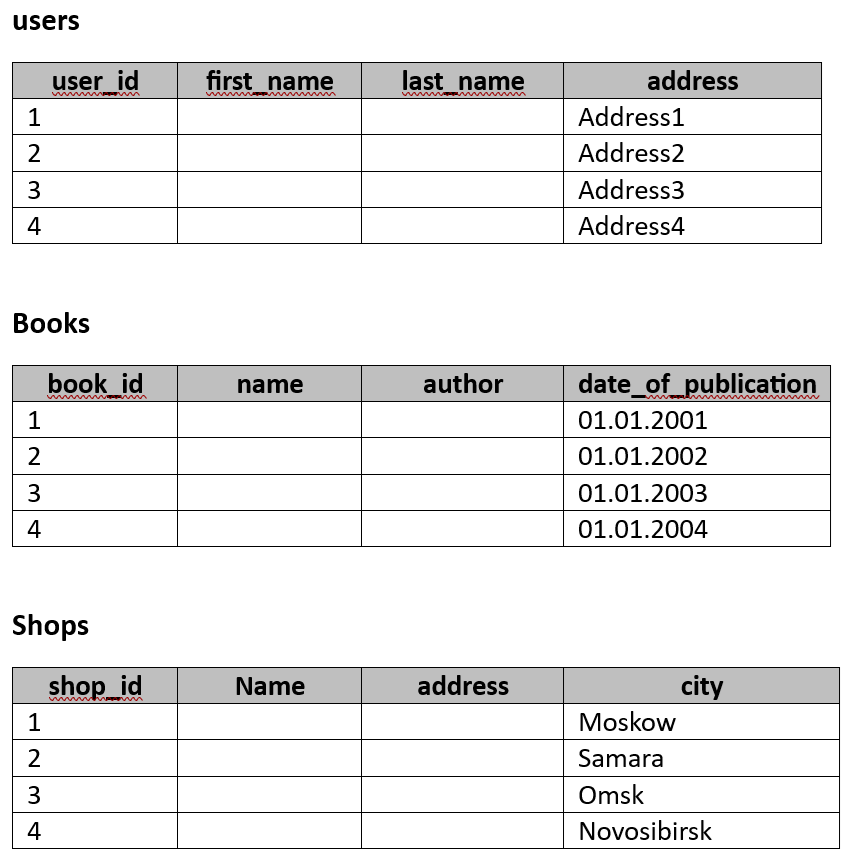 users
user_id first_name last_name address
1 Address1
2 Address2
3 Address3
4 Address4
Books
book_id name author date_of_publication
1 01.01.2001
2 01.01.2002
3 01.01.2003
4 01.01.2004
Shops
shop_id Name address city
1 Moskow
2 Samara
3 Omsk
4 Novosibirsk